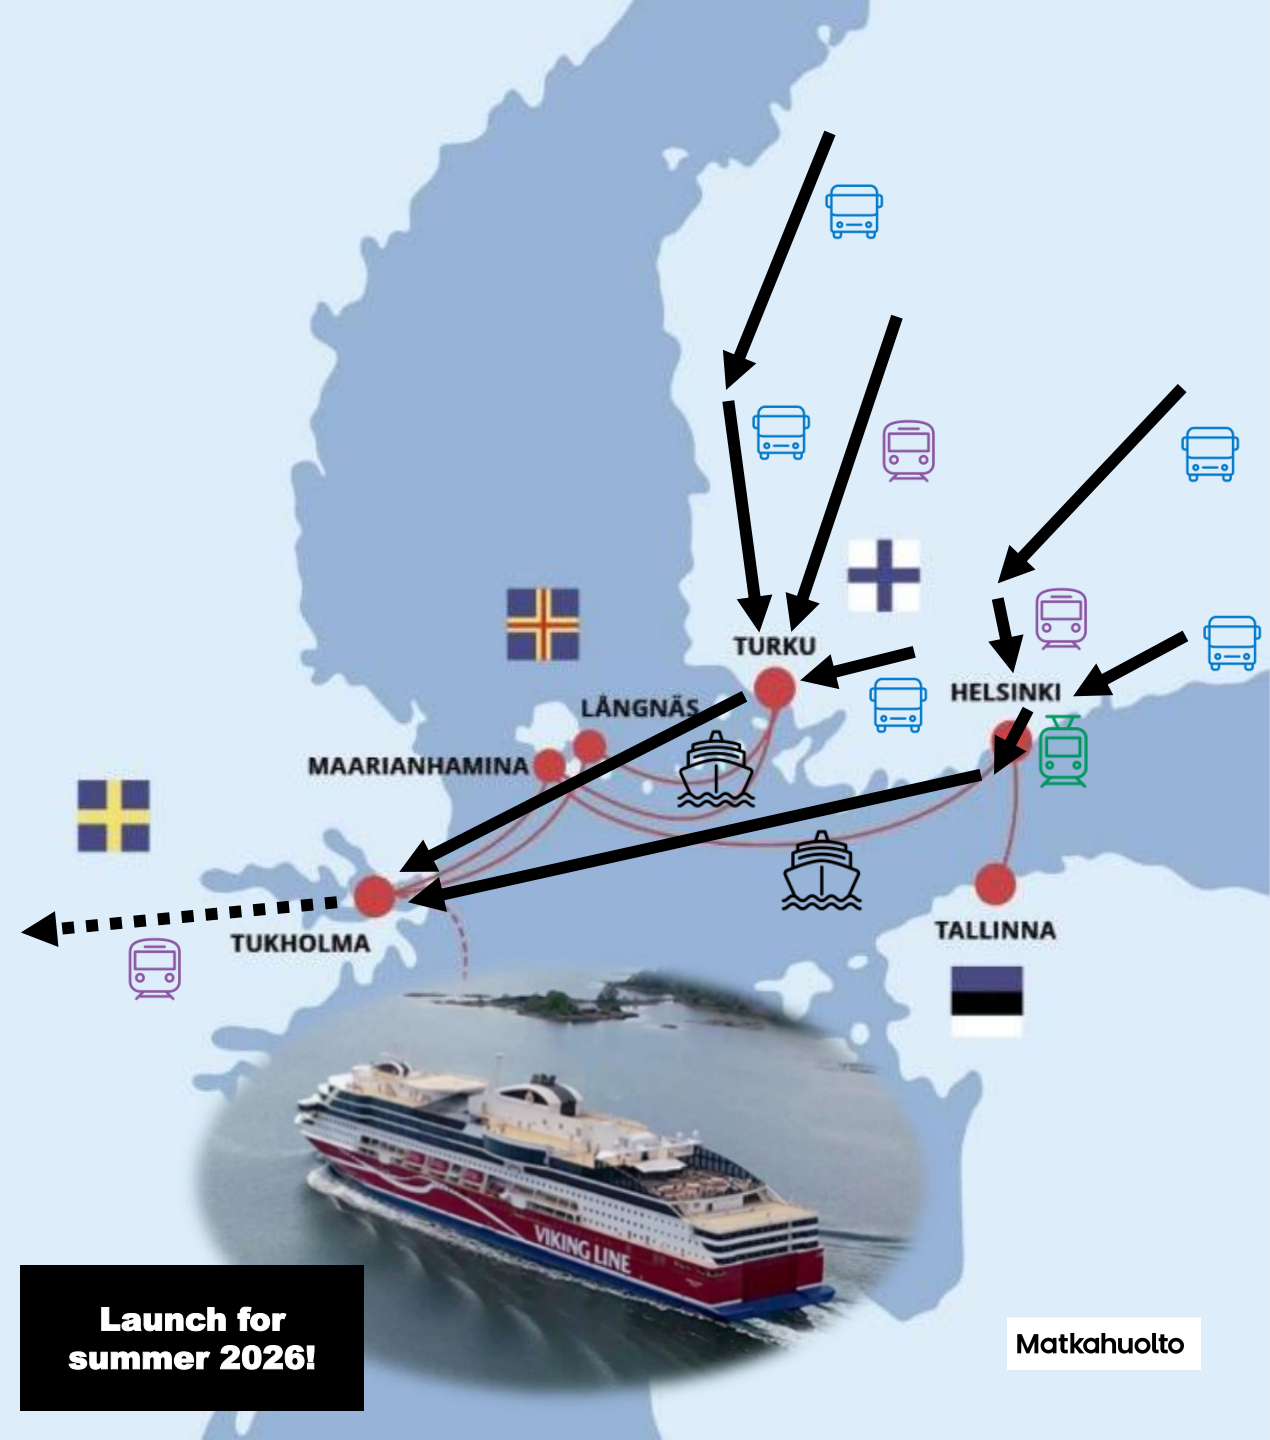 TURKU
HELSINKI
LÅNGNÄS
MAARIANHAMINA
TUKHOLMA
TALLINNA
VIKING LINE
Launch for
summer 2026!
Matkahuolto